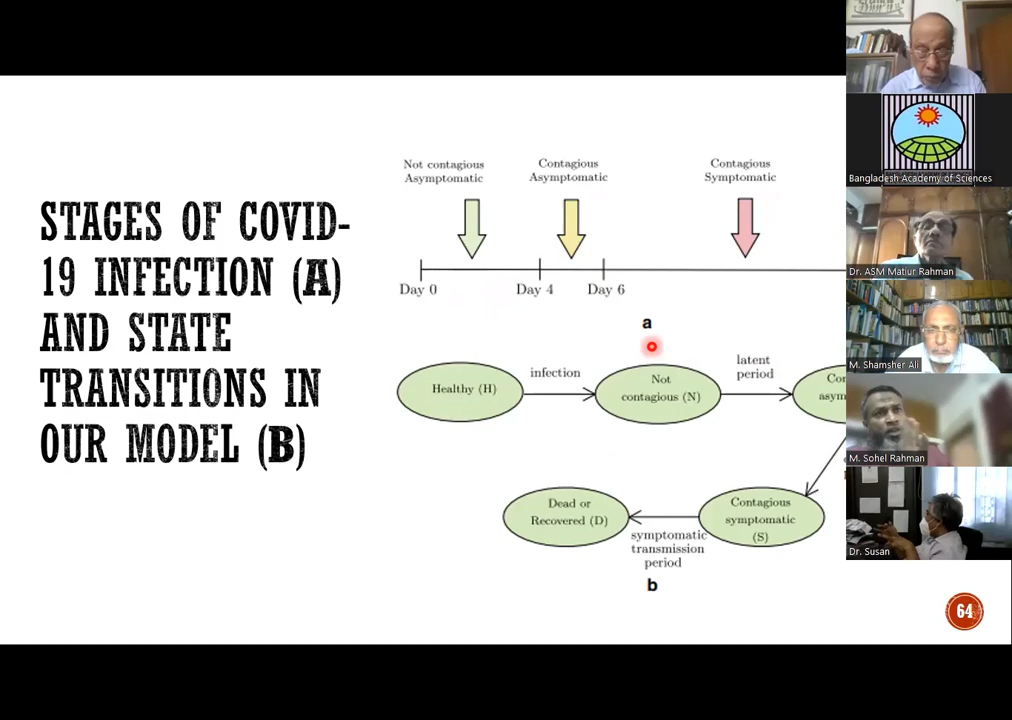 STAGES OF COVID-
19 INFECTION (A)
AND STATE
TRANSITIONS IN
OUR MODEL (B)
Not contagious
Asymptomatic
Contagious
Asymptomatic
Contagious
Symptomatic
Day 0
Day 4
Day 6
a
Healthy (H)
infection
Not
contagious (N)
latent
period
Con
asym
Dead or
Recovered (D)
symptomatic
transmission
period
Contagious
symptomatic
(S)
b
64
Bangladesh Academy of Sciences
Dr. ASM Matiur Rahman
M. Shamsher Ali
M. Sohel Rahman
Dr. Susan